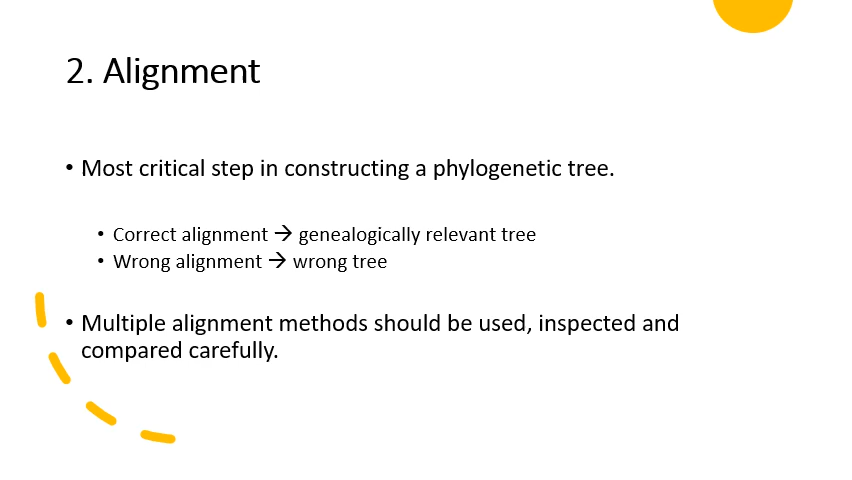 2. Alignment
• Most critical step in constructing a phylogenetic tree.
• Correct alignment → genealogically relevant tree
• Wrong alignment → wrong tree
• Multiple alignment methods should be used, inspected and
compared carefully.